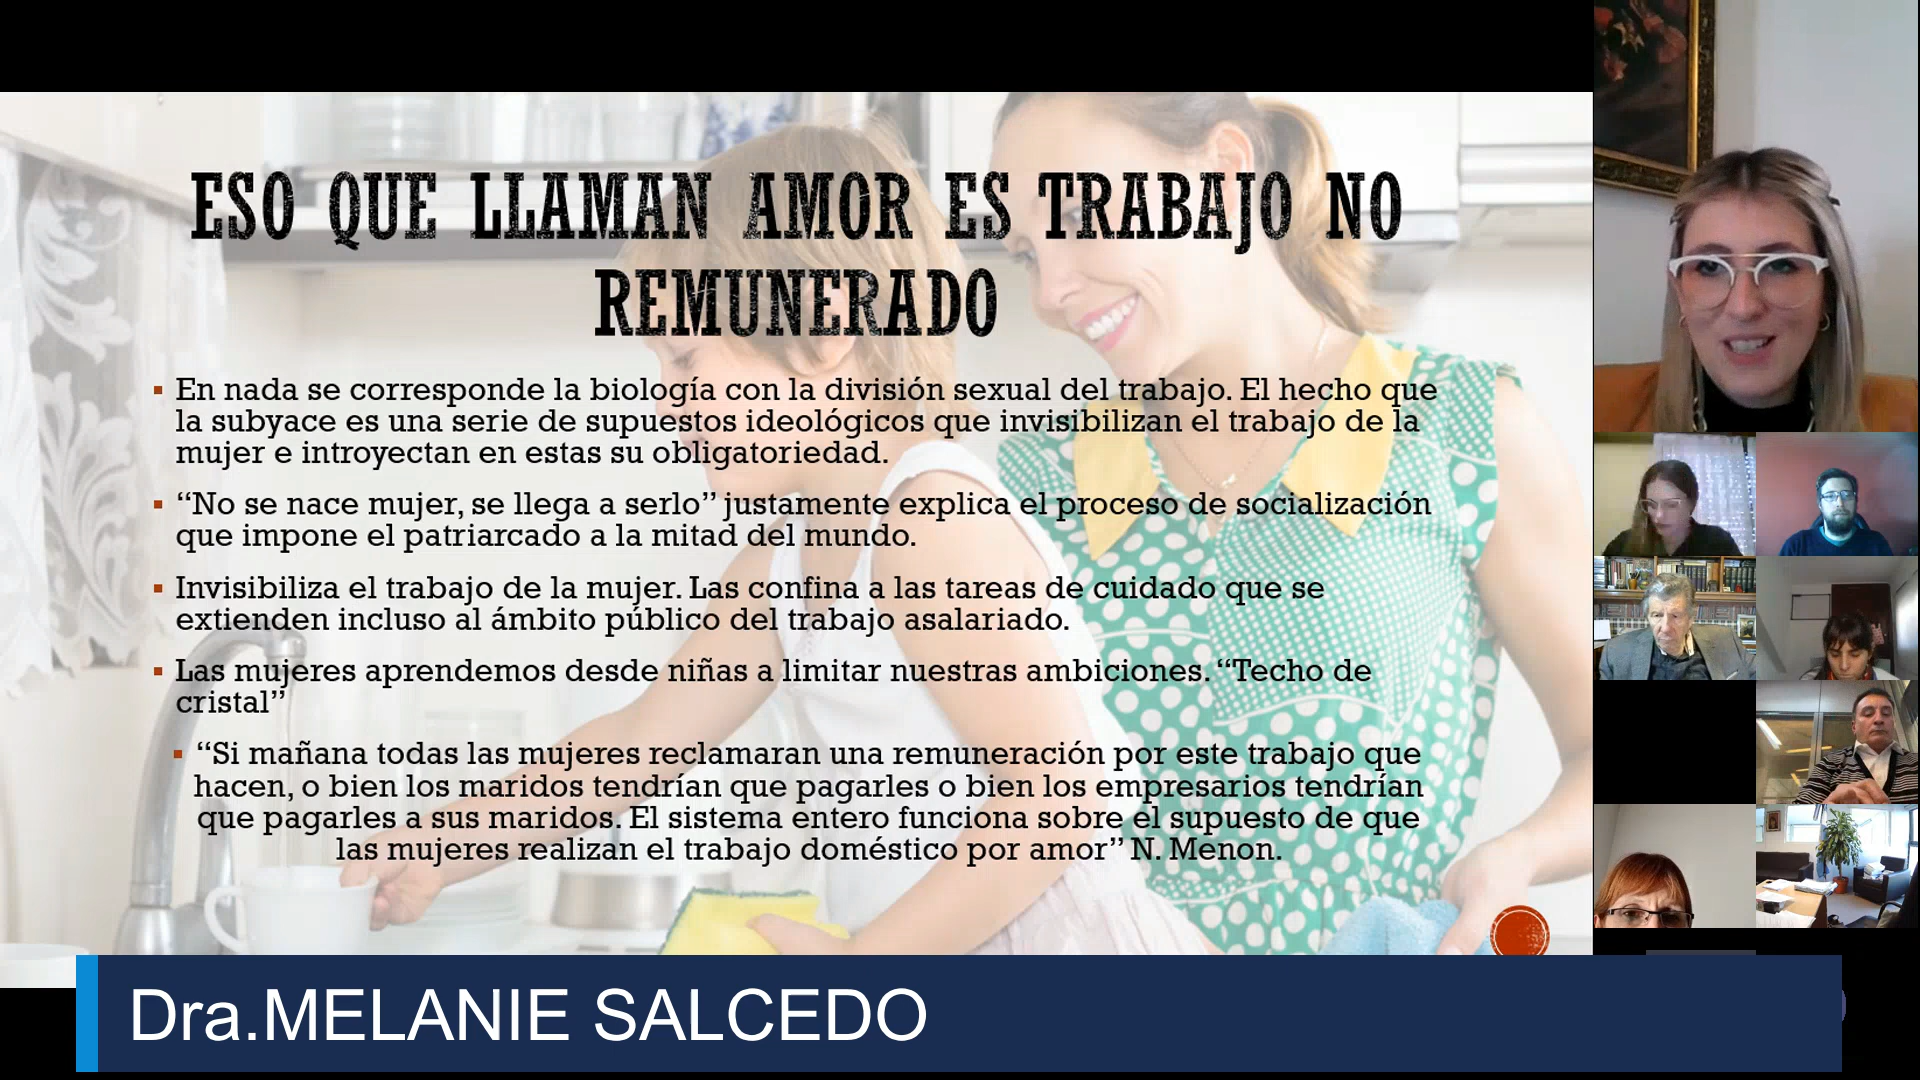 ESO QUE LLAMAN AMOR ES TRABAJO NO
REMUNERADO
▪ En nada se corresponde la biología con la división sexual del trabajo. El hecho que
la subyace es una serie de supuestos ideológicos que invisibilizan el trabajo de la
mujer e introyectan en estas su obligatoriedad.
▪ “No se nace mujer, se llega a serlo” justamente explica el proceso de socialización
que impone el patriarcado a la mitad del mundo.
▪ Invisibiliza el trabajo de la mujer. Las confina a las tareas de cuidado que se
extienden incluso al ámbito público del trabajo asalariado.
▪ Las mujeres aprendemos desde niñas a limitar nuestras ambiciones. “Techo de
cristal”
▪ “Si mañana todas las mujeres reclamaran una remuneración por este trabajo que
hacen, o bien los maridos tendrían que pagarles o bien los empresarios tendrían
que pagarles a sus maridos. El sistema entero funciona sobre el supuesto de que
las mujeres realizan el trabajo doméstico por amor” N. Menon.
Dra.MELANIE SALCEDO